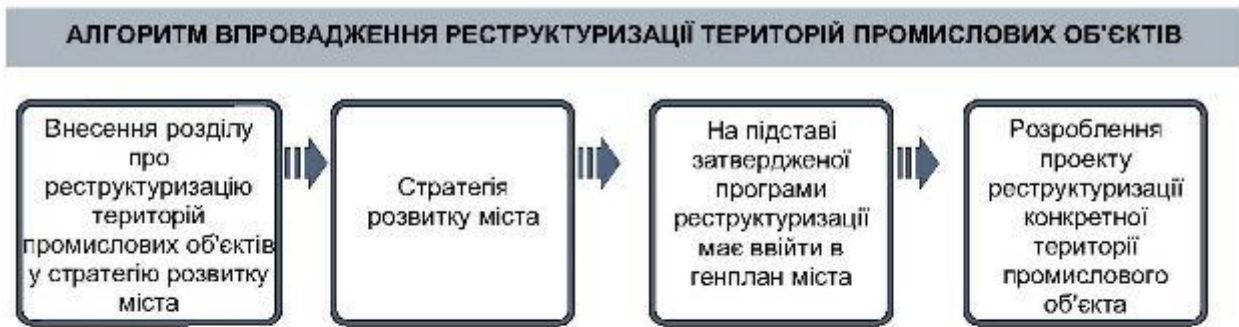 АЛГОРИТМ ВПРОВАДЖЕННЯ РЕСТРУКТУРИЗАЦІЇ ТЕРИТОРІЙ ПРОМИСЛОВИХ ОБ'ЄКТІВ
Внесення розділу
про
реструктуризацію
територій
промислових об'єктів
у стратегію розвитку
міста
Стратегія
розвитку міста
На підставі
затвердженої
програми
реструктуризації
має ввійти в
генплан міста
Розроблення
проекту
реструктуризації
конкретної
території
промислового
об'єкта